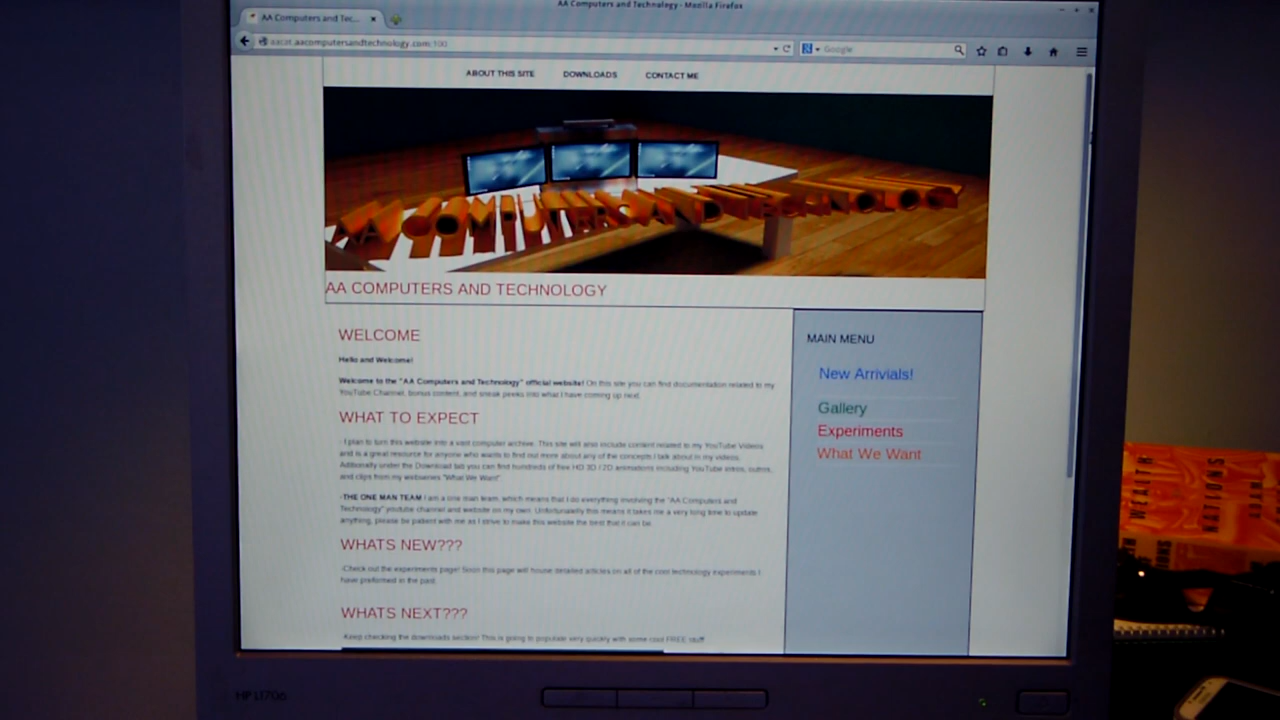 AA Computers and Technology - Mozilla Firefox
AA Computers and Tec...
aacat.aacomputersandtechnology.com:100
Google
ABOUT THIS SITE DOWNLOADS CONTACT ME
AA COMPUTERS AND TECHNOLOGY
AA COMPUTERS AND TECHNOLOGY
WELCOME
Hello and Welcome!
Welcome to the "AA Computers and Technology" official website! On this site you can find documentation related to my
YouTube Channel, bonus content, and sneak peeks into what I have coming up next.
WHAT TO EXPECT
- I plan to turn this website into a vast computer archive. This site will also include content related to my YouTube Videos
and is a great resource for anyone who wants to find out more about any of the concepts I talk about in my videos.
Aditionally under the Download tab you can find hundreds of free HD 3D / 2D animations including YouTube intros, outros,
and clips from my webseries "What We Want"
-THE ONE MAN TEAM I am a one man team, which means that I do everything involving the "AA Computers and
Technology" youtube channel and website on my own. Unfortunately this means it takes me a very long time to update
anything, please be patient with me as I strive to make this website the best that it can be.
WHATS NEW???
-Check out the experiments page! Soon this page will house detailed articles on all of the core technology experiments I
have preformed in the past.
WHATS NEXT???
-Keep checking the downloads section! This is going to populate very quickly with some cool FREE stuff!
MAIN MENU
New Arrivials!
Gallery
Experiments
What We Want
HP L1706
WEALTH
NATIONS
ADAM